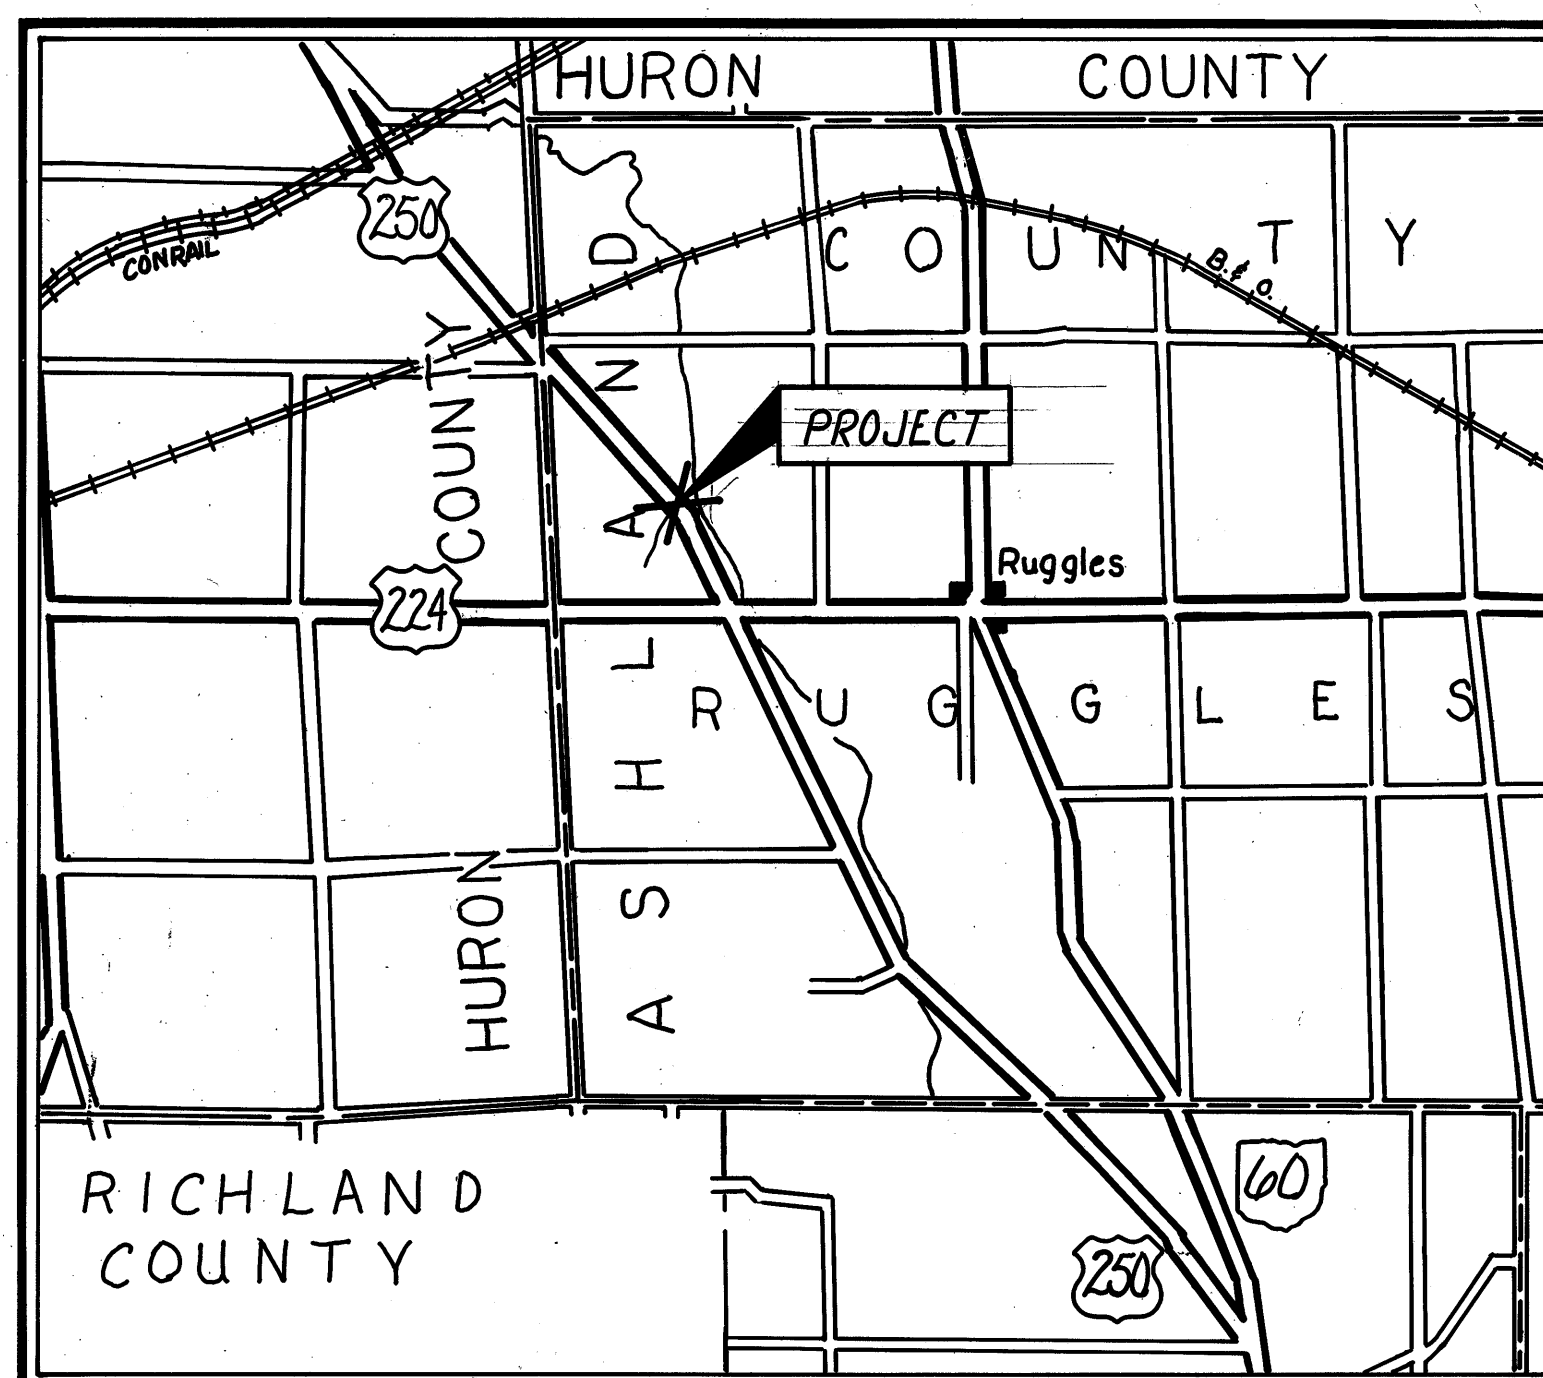 HURON COUNTY
250
CONRAIL
COUNTY
B. & O.
PROJECT
COUNTY
Ruggles
224
RUGGLES
HURON
ASHLAND
60
RICHLAND
COUNTY
250